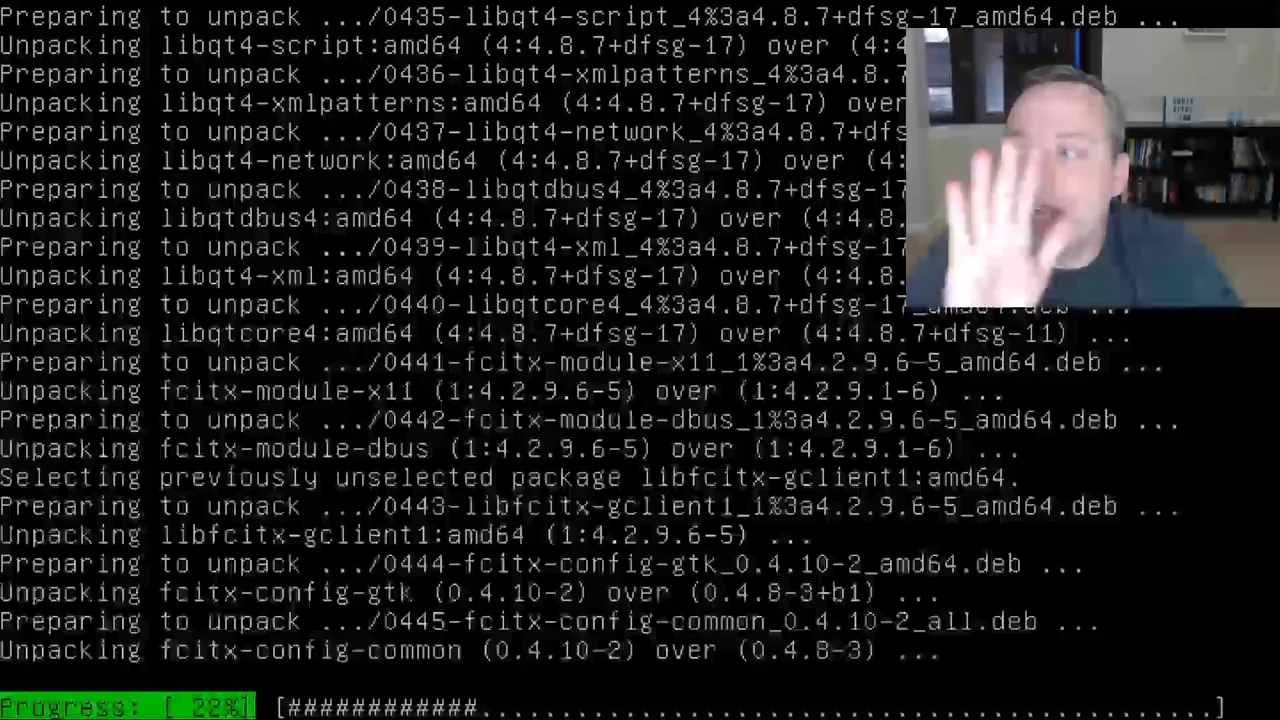 Preparing to unpack .../0435-libqt4-script_4%3a4.8.7+dfsg-17_amd64.deb ...
Unpacking libqt4-script:amd64 (4:4.8.7+dfsg-17) over (4:4
Preparing to unpack .../0436-libqt4-xmlpatterns_4%3a4.8.7
Unpacking libqt4-xmlpatterns:amd64 (4:4.8.7+dfsg-17) over
Preparing to unpack .../0437-libqt4-network_4%3a4.8.7+dfs
Unpacking libqt4-network:amd64 (4:4.8.7+dfsg-17) over (4:
Preparing to unpack .../0438-libqtdbus4_4%3a4.8.7+dfsg-17
Unpacking libqtdbus4:amd64 (4:4.8.7+dfsg-17) over (4:4.8.
Preparing to unpack .../0439-libqt4-xml_4%3a4.8.7+dfsg-17
Unpacking libqt4-xml:amd64 (4:4.8.7+dfsg-17) over (4:4.8.
Preparing to unpack .../0440-libqtcore4_4%3a4.8.7+dfsg-17_amd64.deb ...
Unpacking libqtcore4:amd64 (4:4.8.7+dfsg-17) over (4:4.8.7+dfsg-11) ...
Preparing to unpack .../0441-fcitx-module-x11_1%3a4.2.9.6-5_amd64.deb ...
Unpacking fcitx-module-x11 (1:4.2.9.6-5) over (1:4.2.9.1-6) ...
Preparing to unpack .../0442-fcitx-module-dbus_1%3a4.2.9.6-5_amd64.deb ...
Unpacking fcitx-module-dbus (1:4.2.9.6-5) over (1:4.2.9.1-6) ...
Selecting previously unselected package libfcitx-gclient1:amd64.
Preparing to unpack .../0443-libfcitx-gclient1_1%3a4.2.9.6-5_amd64.deb ...
Unpacking libfcitx-gclient1:amd64 (1:4.2.9.6-5) ...
Preparing to unpack .../0444-fcitx-config-gtk_0.4.10-2_amd64.deb ...
Unpacking fcitx-config-gtk (0.4.10-2) over (0.4.8-3+b1) ...
Preparing to unpack .../0445-fcitx-config-common_0.4.10-2_all.deb ...
Unpacking fcitx-config-common (0.4.10-2) over (0.4.8-3) ...
Progress: [ 22%] [############..............................................]